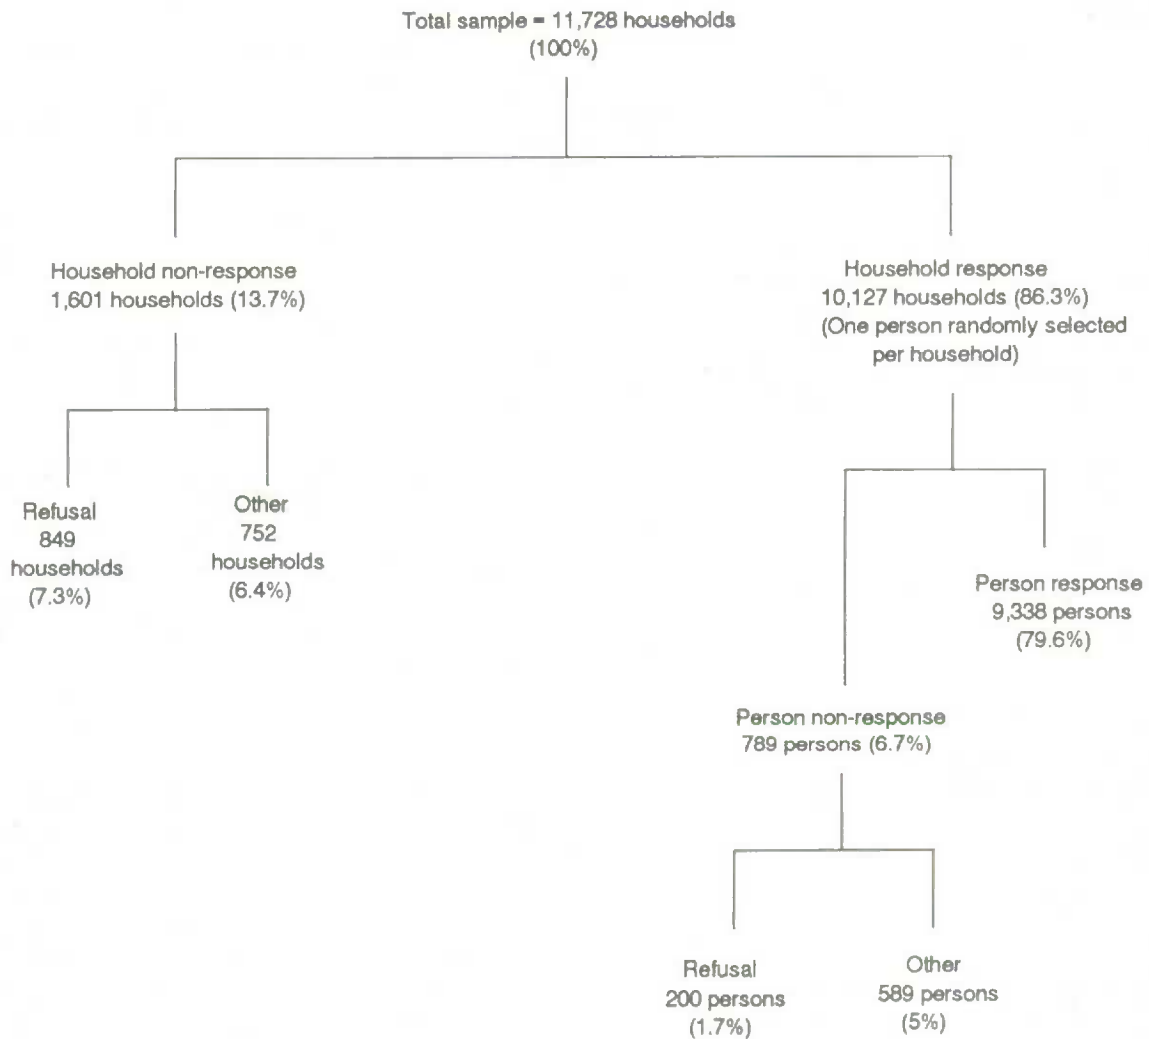 Total sample = 11,728 households
(100%)
Household non-response
1,601 households (13.7%)
Household response
10,127 households (86.3%)
(One person randomly selected
per household)
Refusal
849
households
(7.3%)
Other
752
households
(6.4%)
Person response
9,338 persons
(79.6%)
Person non-response
789 persons (6.7%)
Refusal
200 persons
(1.7%)
Other
589 persons
(5%)